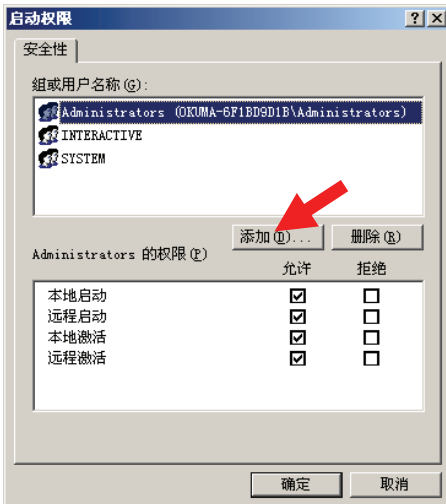 启动权限
安全性
组或用户名称(G):
Administrators (OKUMA-6F1BD9D1B\Administrators)
INTERACTIVE
SYSTEM
添加(D)... 删除(R)
Administrators 的权限(P) 允许 拒绝
本地启动
远程启动
本地激活
远程激活
确定 取消